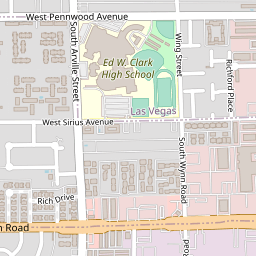 West Pennwood Avenue
South Arville Street
Ed W. Clark
High School
Wing Street
Richford Place
Las Vegas
West Sirius Avenue
South Wynn Road
Rich Drive
Road